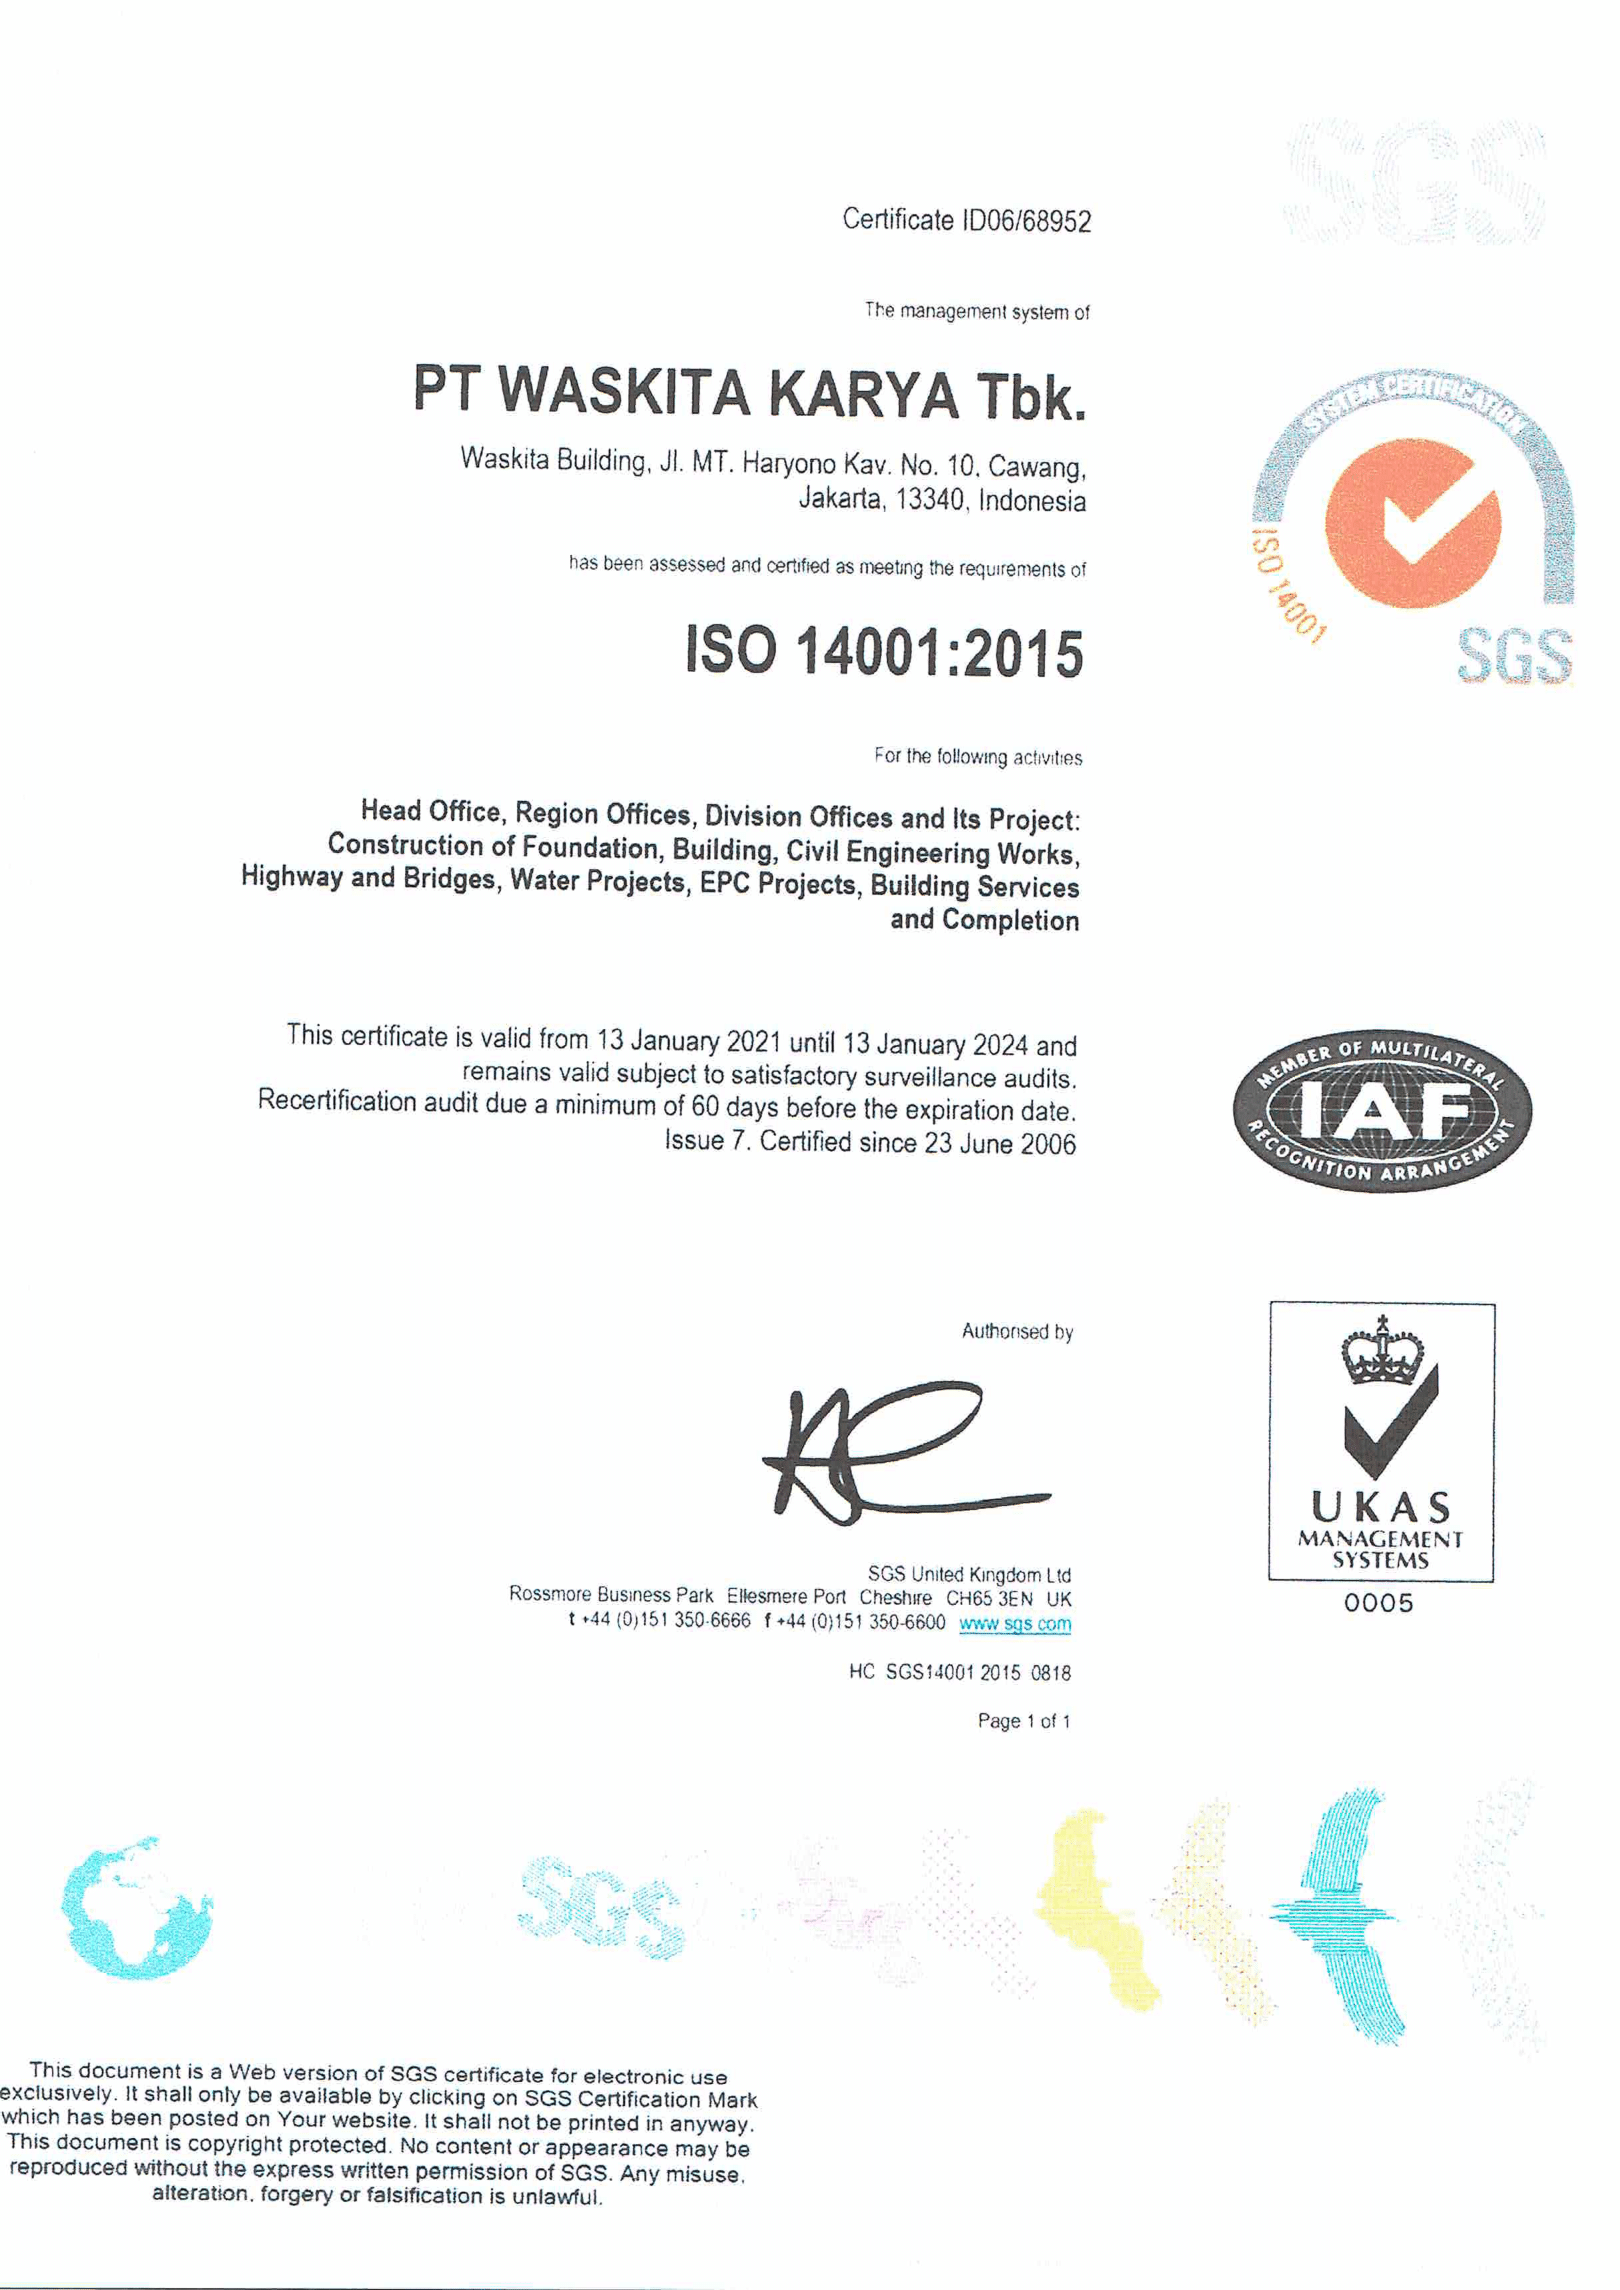 SGS
Certificate ID06/68952
The management system of
PT WASKITA KARYA Tbk.
Waskita Building, Jl. MT. Haryono Kav. No. 10, Cawang,
Jakarta, 13340, Indonesia
has been assessed and certified as meeting the requirements of
ISO 14001:2015
SYSTEM CERTIFICATION
ISO 14001
SGS
For the following activities
Head Office, Region Offices, Division Offices and Its Project:
Construction of Foundation, Building, Civil Engineering Works,
Highway and Bridges, Water Projects, EPC Projects, Building Services
and Completion
This certificate is valid from 13 January 2021 until 13 January 2024 and
remains valid subject to satisfactory surveillance audits.
Recertification audit due a minimum of 60 days before the expiration date.
Issue 7. Certified since 23 June 2006
MEMBER OF MULTILATERAL
IAF
RECOGNITION ARRANGEMENT
Authorised by
SGS United Kingdom Ltd
Rossmore Business Park Ellesmere Port Cheshire CH65 3EN UK
t +44 (0)151 350-6666 f +44 (0)151 350-6600 www.sgs.com
HC SGS14001 2015 0818
Page 1 of 1
UKAS
MANAGEMENT
SYSTEMS
0005
SGS
This document is a Web version of SGS certificate for electronic use
exclusively. It shall only be available by clicking on SGS Certification Mark
which has been posted on Your website. It shall not be printed in anyway.
This document is copyright protected. No content or appearance may be
reproduced without the express written permission of SGS. Any misuse,
alteration, forgery or falsification is unlawful.